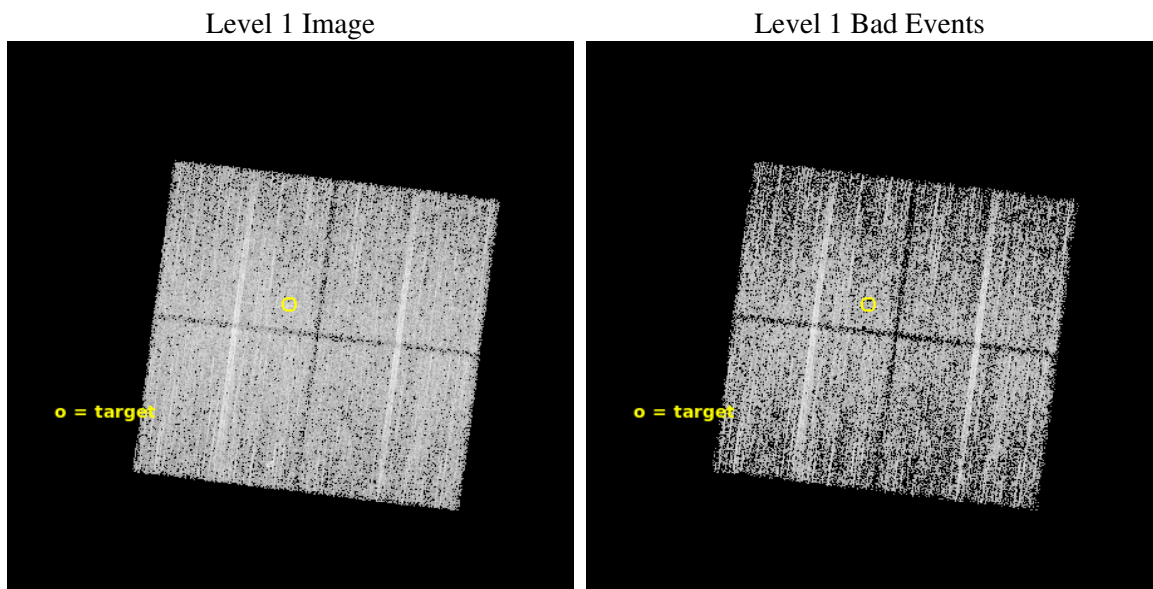 Level 1 Image
Level 1 Bad Events
o = target
o = target